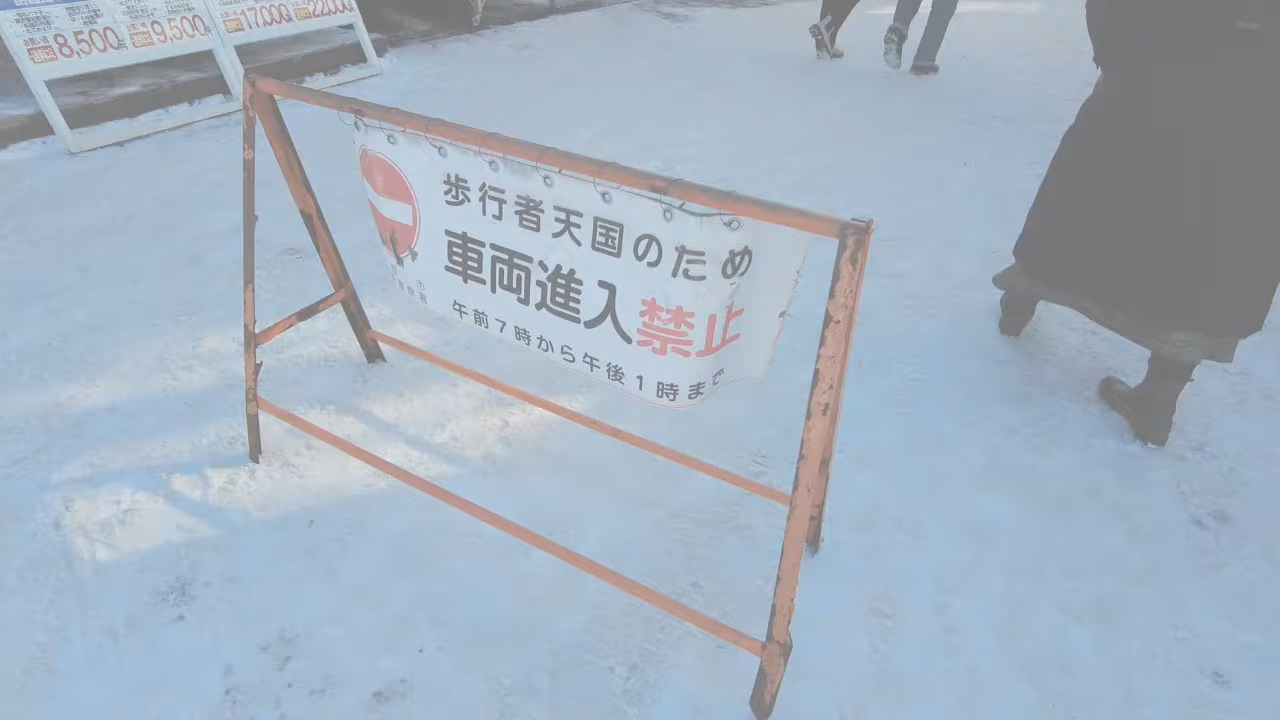 8,500
9,500
17,000
22,000
歩行者天国のため
車両進入禁止
午前7時から午後1時まで